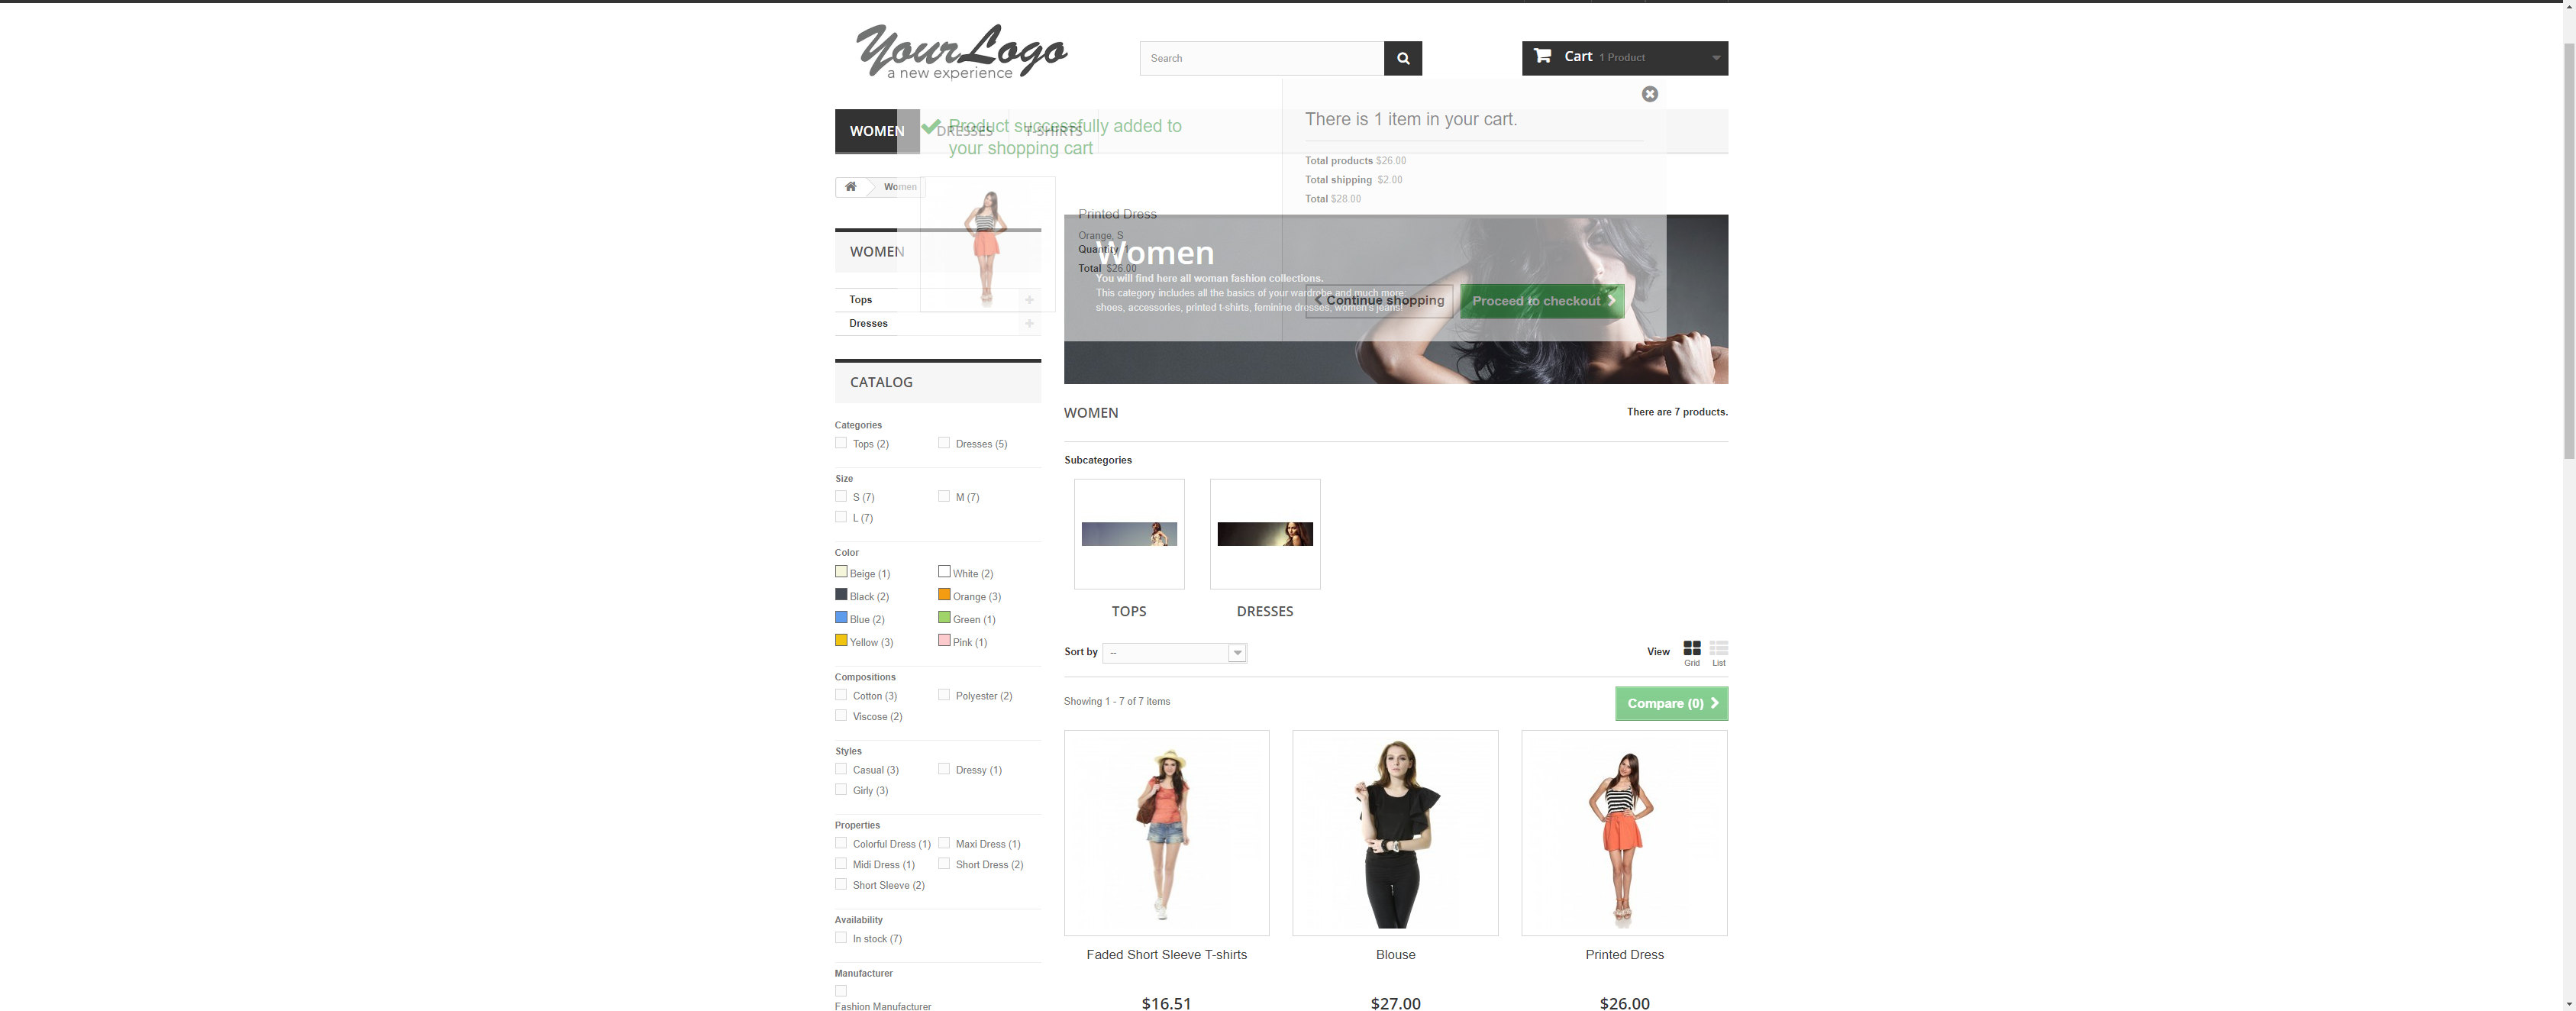 YourLogo
a new experience
Search
Cart 1 Product
WOMEN
DRESSES
T-SHIRTS
Product successfully added to
your shopping cart
There is 1 item in your cart.
Total products $26.00
Total shipping $2.00
Total $28.00
Women
Printed Dress
Orange, S
Quantity 1
Total $26.00
Continue shopping
Proceed to checkout
Women
You will find here all woman fashion collections.
This category includes all the basics of your wardrobe and much more:
shoes, accessories, printed t-shirts, feminine dresses, women's jeans!
WOMEN
Tops
Dresses
CATALOG
Categories
Tops (2)
Dresses (5)
Size
S (7)
M (7)
L (7)
Color
Beige (1)
White (2)
Black (2)
Orange (3)
Blue (2)
Green (1)
Yellow (3)
Pink (1)
Compositions
Cotton (3)
Polyester (2)
Viscose (2)
Styles
Casual (3)
Dressy (1)
Girly (3)
Properties
Colorful Dress (1)
Maxi Dress (1)
Midi Dress (1)
Short Dress (2)
Short Sleeve (2)
Availability
In stock (7)
Manufacturer
Fashion Manufacturer
WOMEN
There are 7 products.
Subcategories
TOPS
DRESSES
Sort by --
View
Grid
List
Showing 1 - 7 of 7 items
Compare (0)
Faded Short Sleeve T-shirts
Blouse
Printed Dress
$16.51
$27.00
$26.00